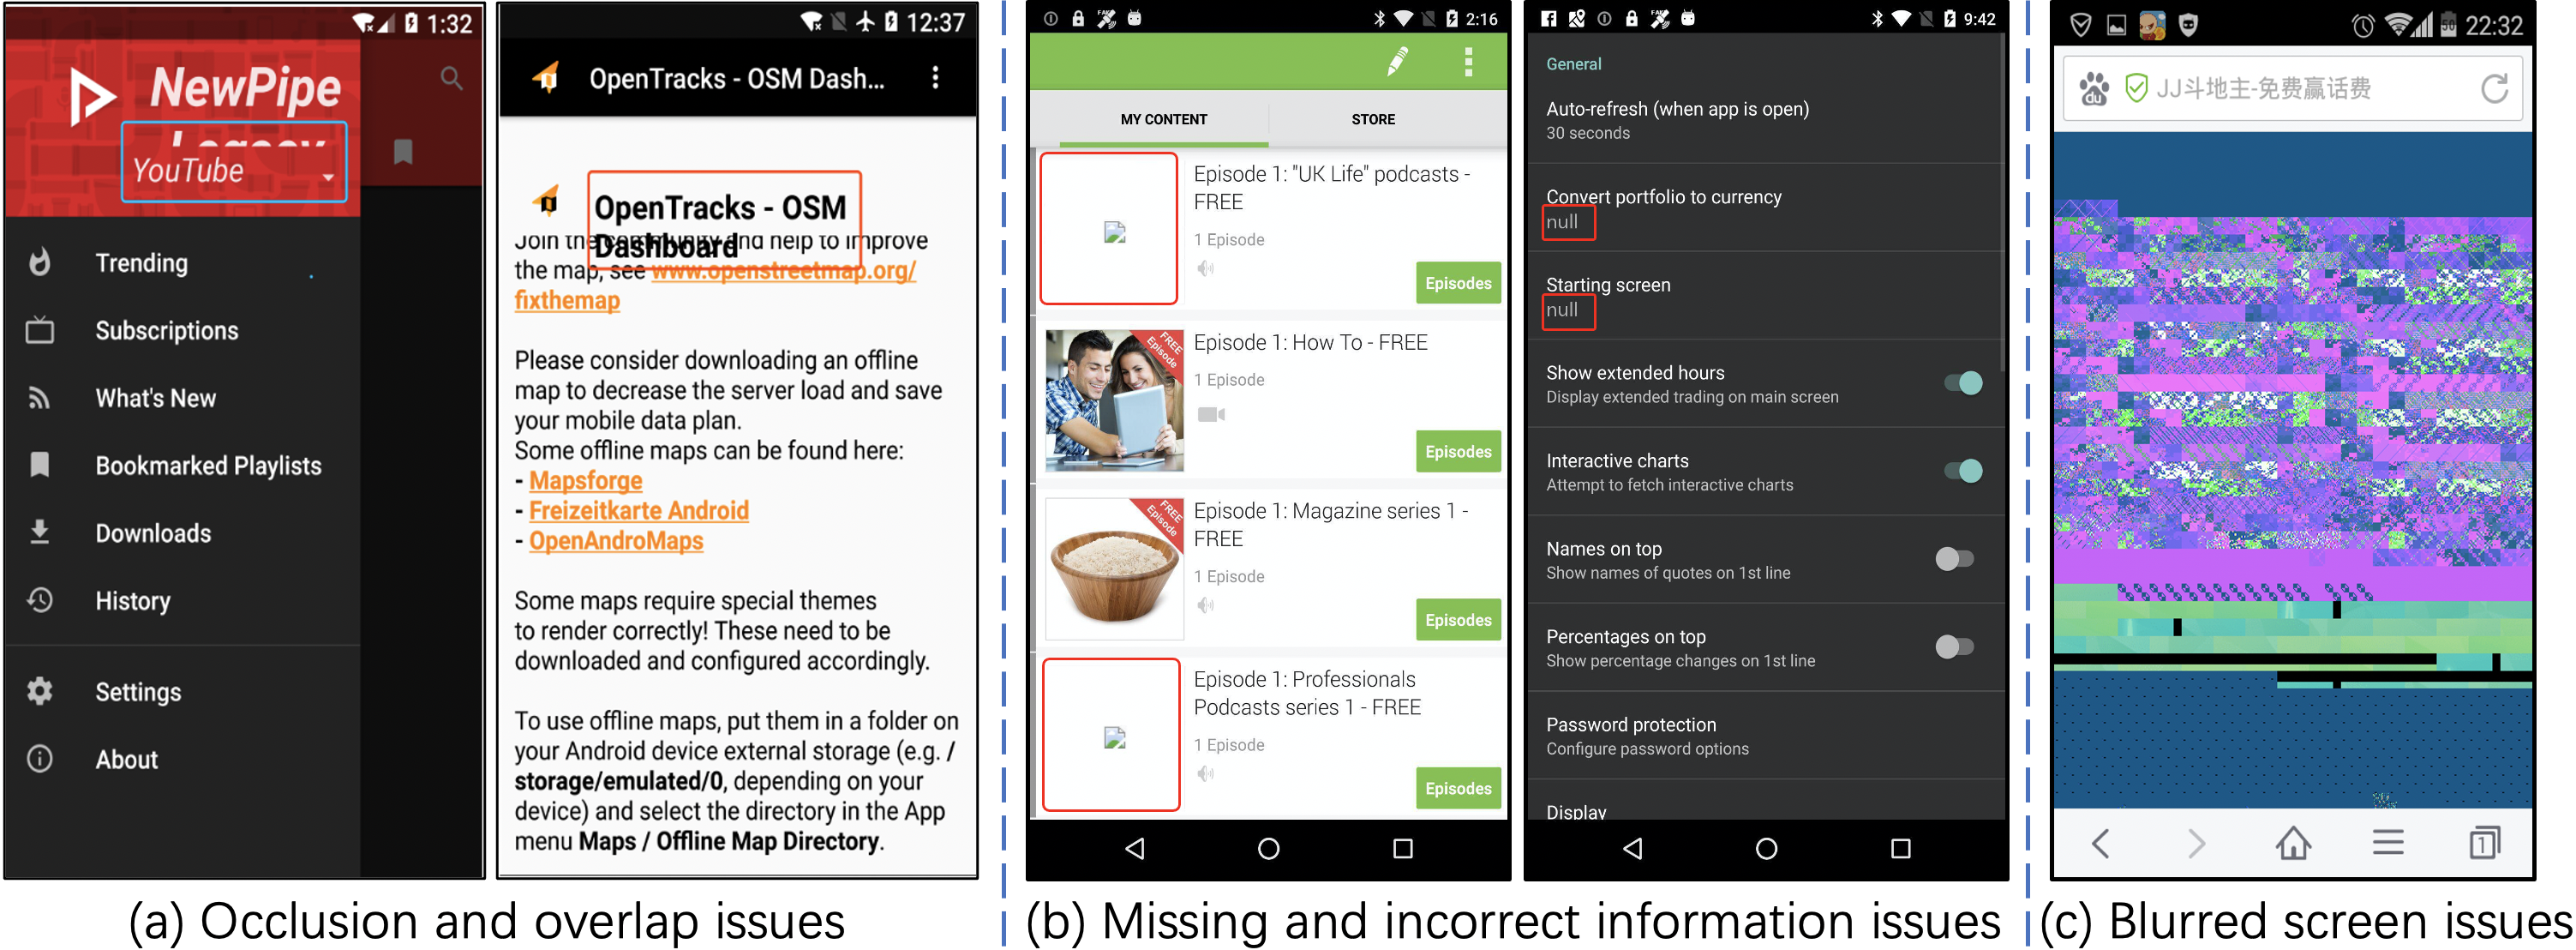 1:32
NewPipe
Legacy
YouTube
Trending
Subscriptions
What's New
Bookmarked Playlists
Downloads
History
Settings
About
12:37
OpenTracks - OSM Dash...
OpenTracks - OSM
Dashboard
Join the community and help to improve
the map, see www.openstreetmap.org/
fixthemap
Please consider downloading an offline
map to decrease the server load and save
your mobile data plan.
Some offline maps can be found here:
- Mapsforge
- Freizeitkarte Android
- OpenAndroMaps
Some maps require special themes
to render correctly! These need to be
downloaded and configured accordingly.
To use offline maps, put them in a folder on
your Android device external storage (e.g. /
storage/emulated/0, depending on your
device) and select the directory in the App
menu Maps / Offline Map Directory.
(a) Occlusion and overlap issues
FAKE
2:16
MY CONTENT
STORE
Episode 1: "UK Life" podcasts -
FREE
1 Episode
Episodes
FREE
Episode
Episode 1: How To - FREE
1 Episode
Episodes
FREE
Episode
Episode 1: Magazine series 1 -
FREE
1 Episode
Episodes
Episode 1: Professionals
Podcasts series 1 - FREE
1 Episode
Episodes
FAKE
9:42
General
Auto-refresh (when app is open)
30 seconds
Convert portfolio to currency
null
Starting screen
null
Show extended hours
Display extended trading on main screen
Interactive charts
Attempt to fetch interactive charts
Names on top
Show names of quotes on 1st line
Percentages on top
Show percentage changes on 1st line
Password protection
Configure password options
Display
(b) Missing and incorrect information issues
50
22:32
du
JJ斗地主-免费赢话费
1
(c) Blurred screen issues